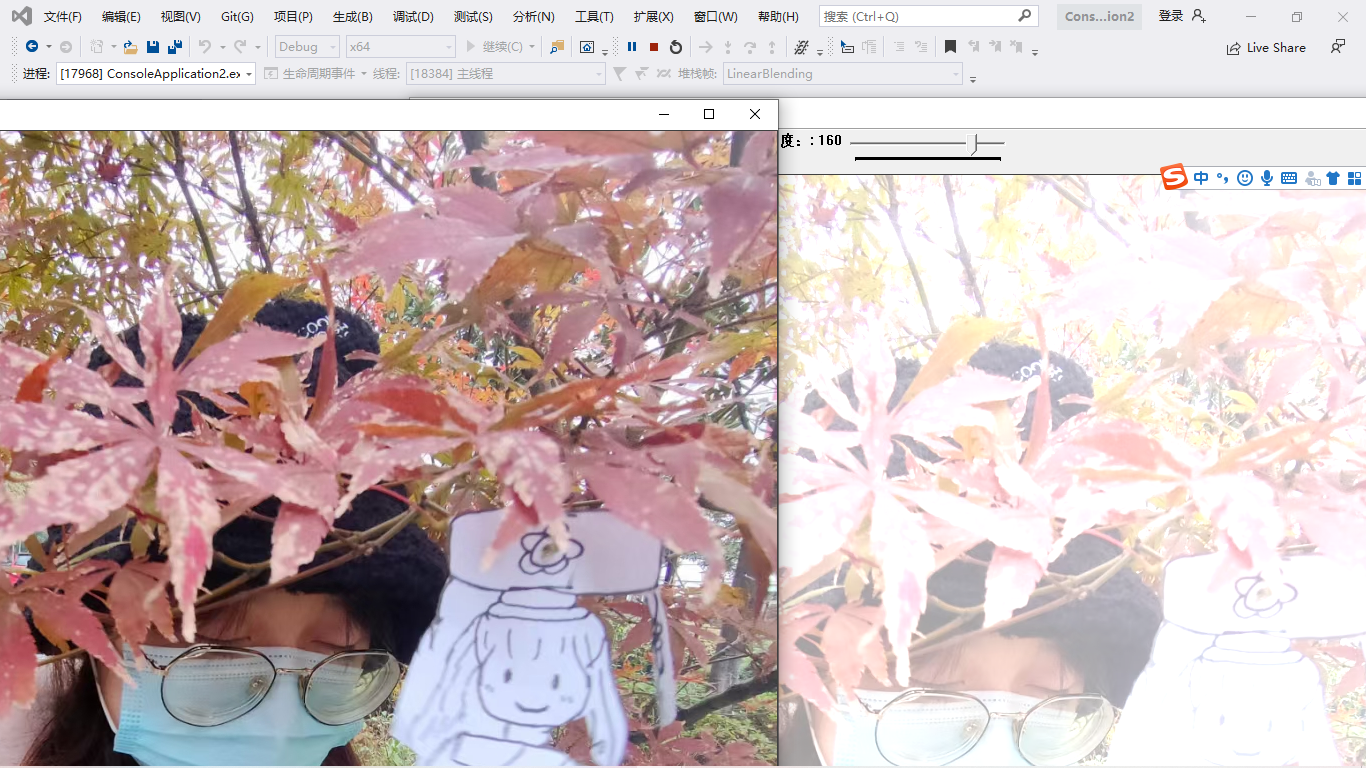 文件(F) 编辑(E) 视图(V) Git(G) 项目(P) 生成(B) 调试(D) 测试(S) 分析(N) 工具(T) 扩展(X) 窗口(W) 帮助(H) 搜索 (Ctrl+Q) Cons...ion2 登录
Debug x64 继续(C) Live Share
进程: [17968] ConsoleApplication2.ex 生命周期事件 线程: [18384] 主线程 堆栈帧: LinearBlending
度：: 160
中